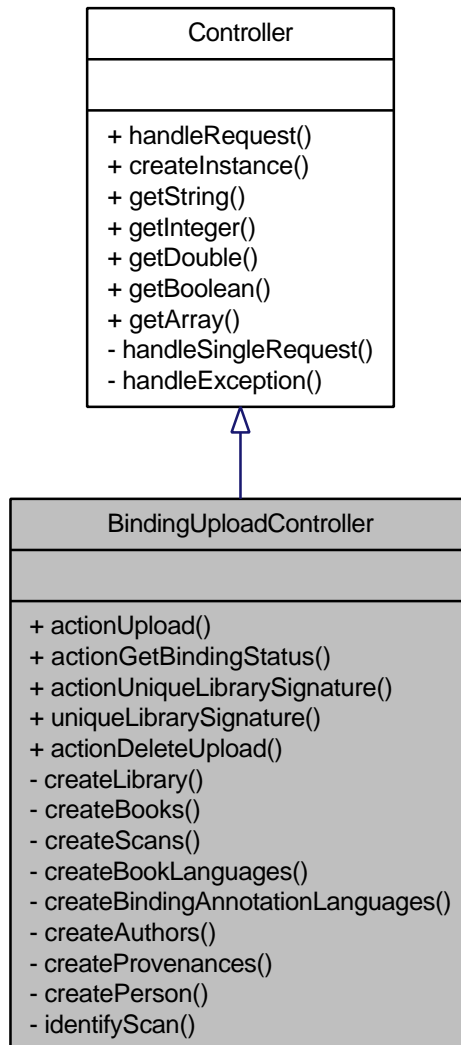 Controller
+ handleRequest()
+ createInstance()
+ getString()
+ getInteger()
+ getDouble()
+ getBoolean()
+ getArray()
- handleSingleRequest()
- handleException()
BindingUploadController
+ actionUpload()
+ actionGetBindingStatus()
+ actionUniqueLibrarySignature()
+ uniqueLibrarySignature()
+ actionDeleteUpload()
- createLibrary()
- createBooks()
- createScans()
- createBookLanguages()
- createBindingAnnotationLanguages()
- createAuthors()
- createProvenances()
- createPerson()
- identifyScan()